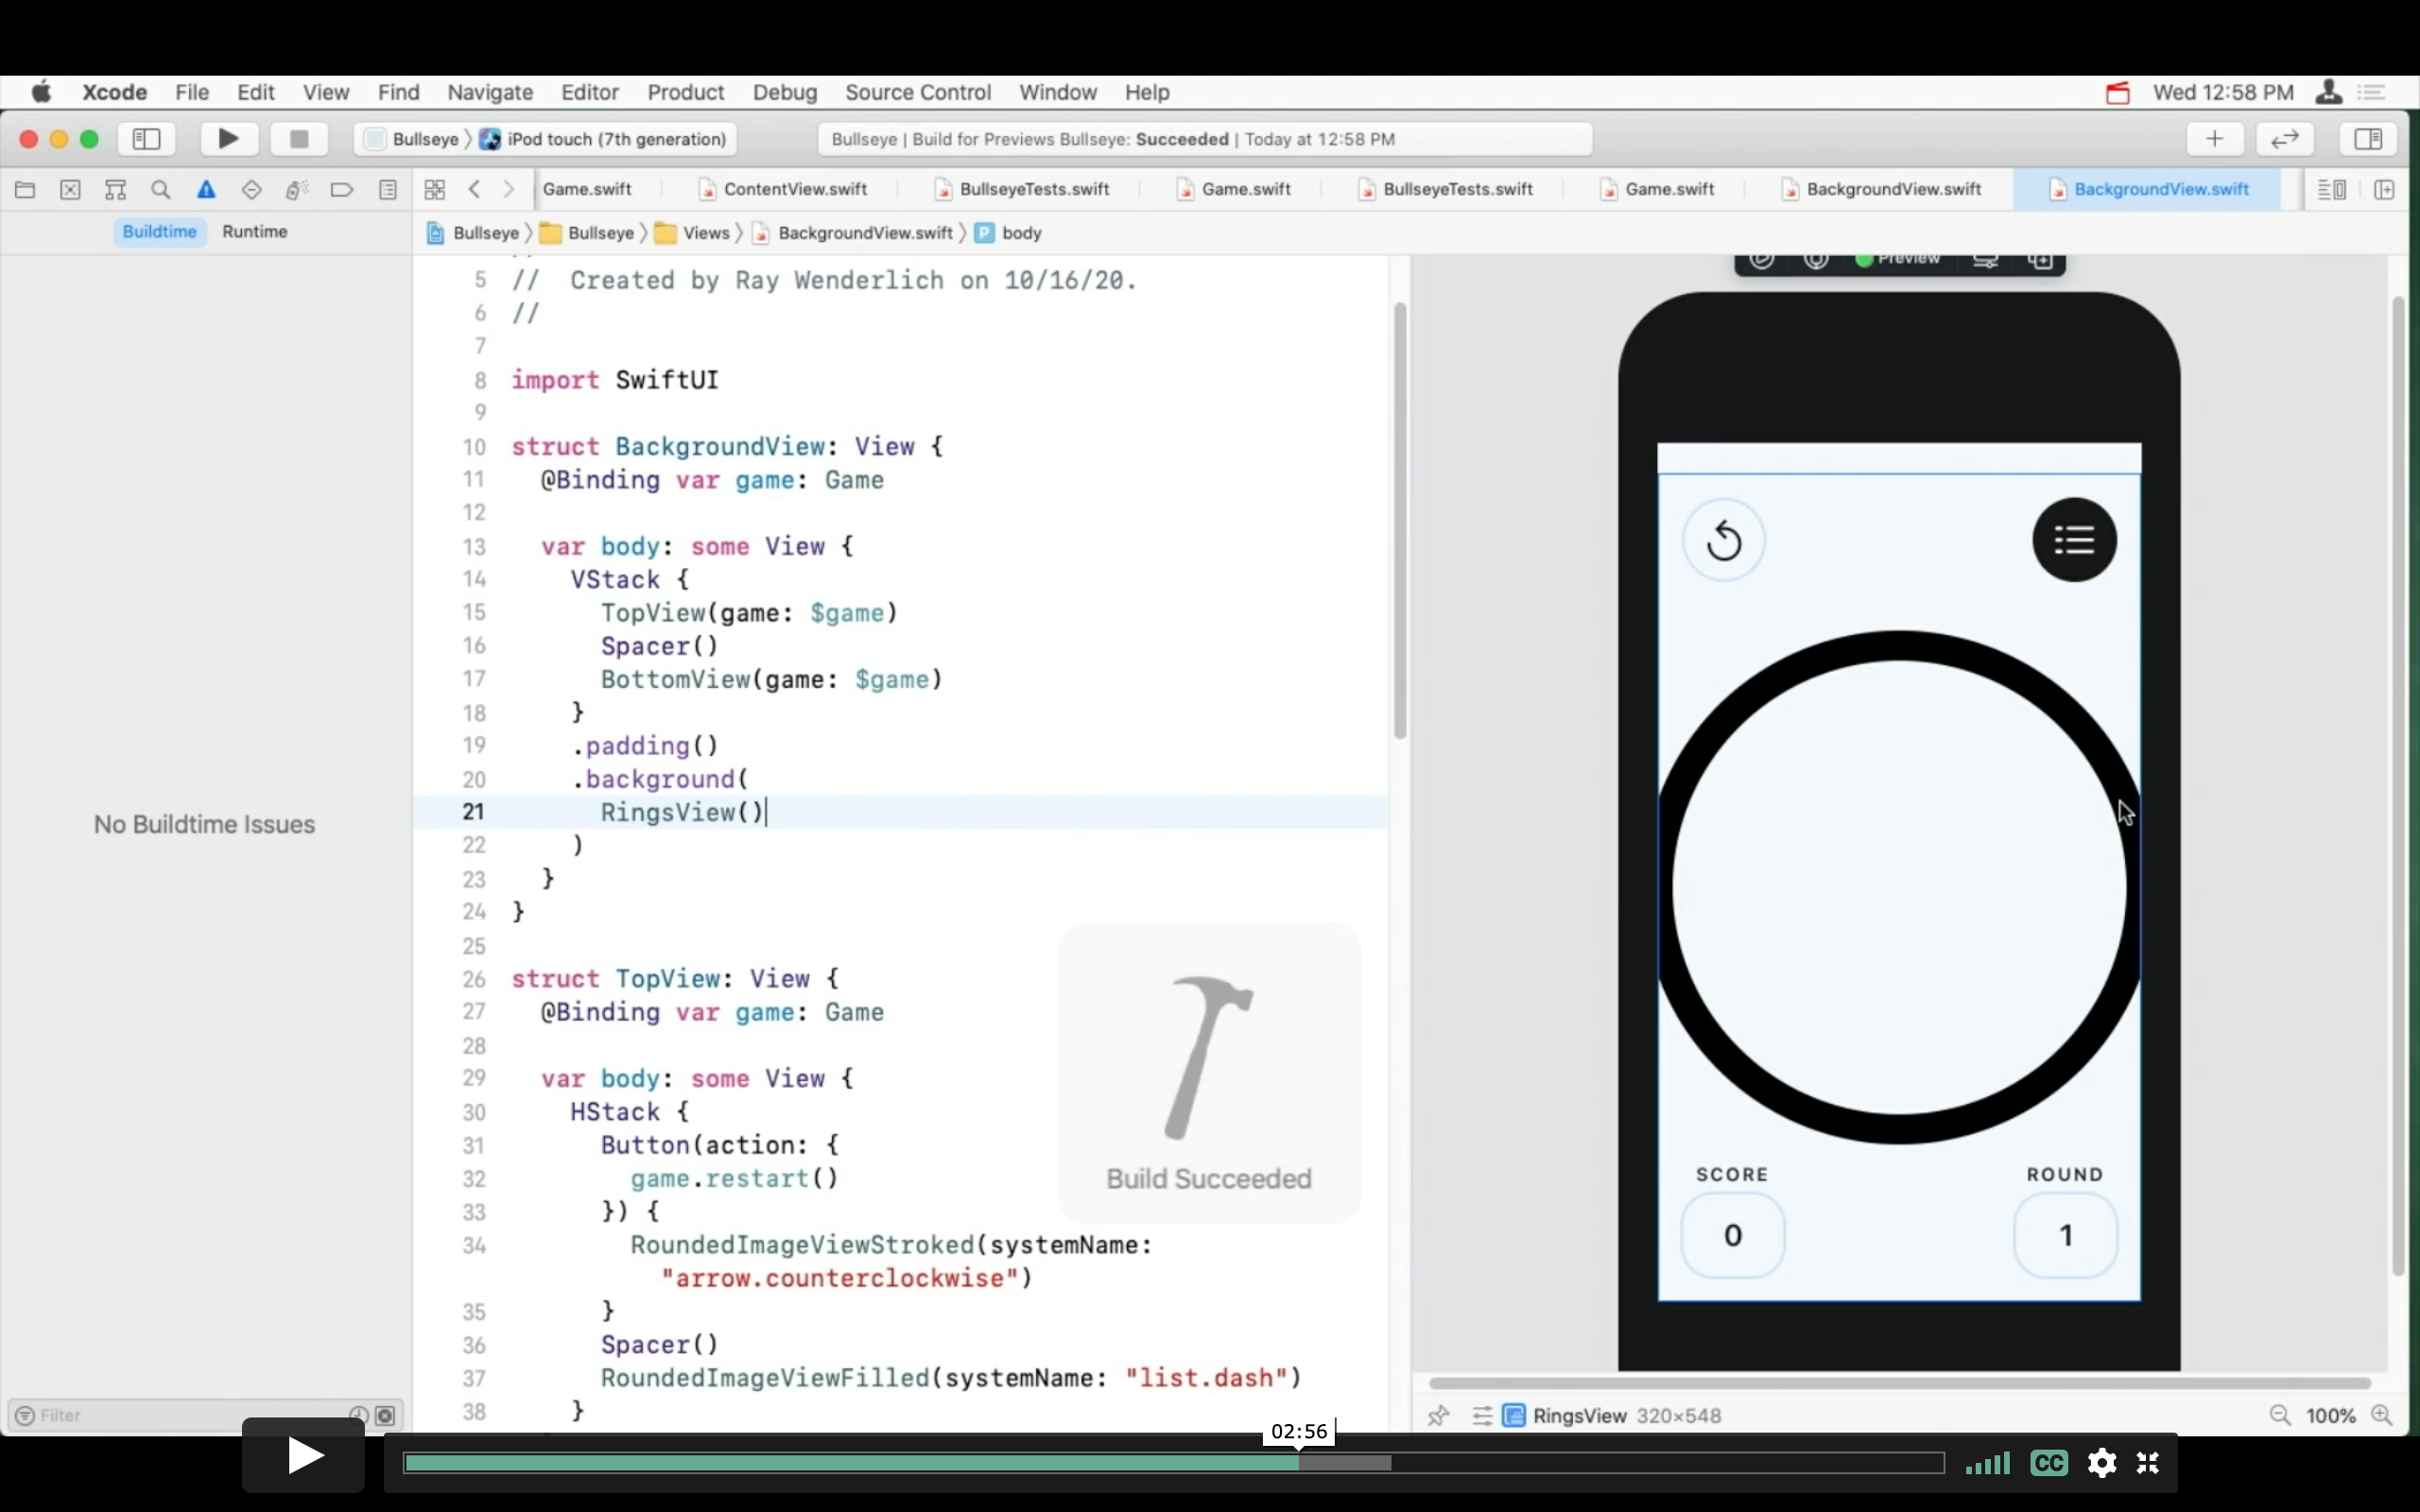 Xcode File Edit View Find Navigate Editor Product Debug Source Control Window Help Wed 12:58 PM
Bullseye iPod touch (7th generation) Bullseye | Build for Previews Bullseye: Succeeded | Today at 12:58 PM
Game.swift ContentView.swift BullseyeTests.swift Game.swift BullseyeTests.swift Game.swift BackgroundView.swift BackgroundView.swift
Buildtime Runtime
Bullseye Bullseye Views BackgroundView.swift P body
No Buildtime Issues
Filter
5 //  Created by Ray Wenderlich on 10/16/20.
6 //
7
8 import SwiftUI
9
10 struct BackgroundView: View {
11   @Binding var game: Game
12
13   var body: some View {
14     VStack {
15       TopView(game: $game)
16       Spacer()
17       BottomView(game: $game)
18     }
19     .padding()
20     .background(
21       RingsView()
22     )
23   }
24 }
25
26 struct TopView: View {
27   @Binding var game: Game
28
29   var body: some View {
30     HStack {
31       Button(action: {
32         game.restart()
33       }) {
34         RoundedImageViewStroked(systemName:
"arrow.counterclockwise")
35       }
36       Spacer()
37       RoundedImageViewFilled(systemName: "list.dash")
38     }
Build Succeeded
Preview
SCORE ROUND
0 1
RingsView 320×548 100%
02:56
CC